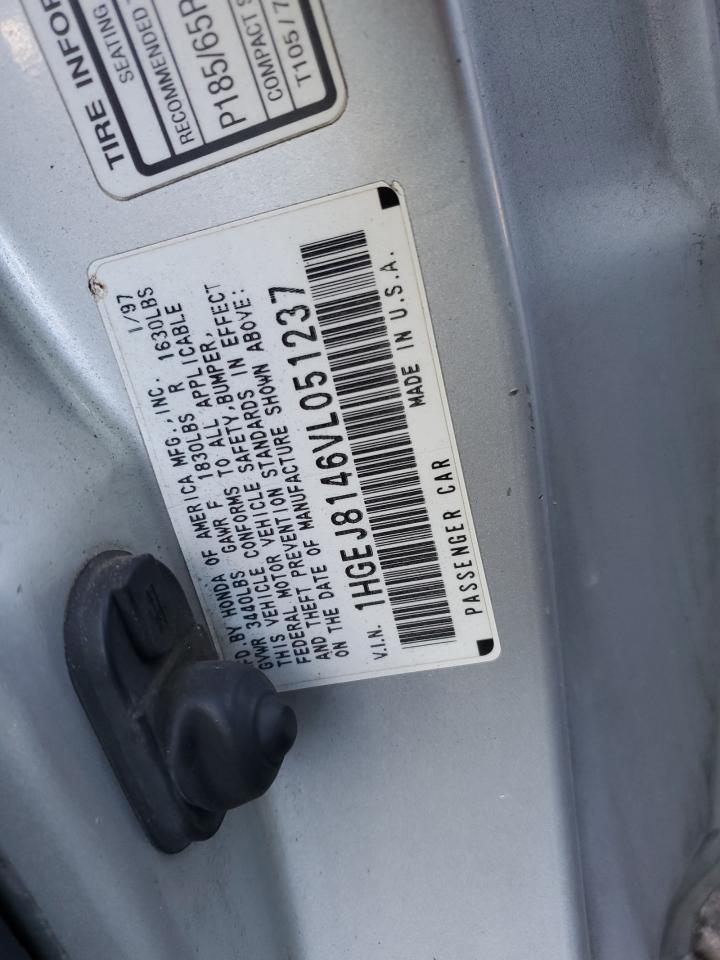 TIRE INFOR
SEATING
RECOMMENDED
P185/65R
COMPACT S
T105/7
FD.BY HONDA OF AMERICA MFG., INC. 1/97
GVWR 3440LBS GAWR F 1830LBS R 1630LBS
THIS VEHICLE CONFORMS TO ALL APPLICABLE
FEDERAL MOTOR VEHICLE SAFETY,BUMPER,
AND THEFT PREVENTION STANDARDS IN EFFECT
ON THE DATE OF MANUFACTURE SHOWN ABOVE:
V.I.N. 1HGEJ8146VL051237
PASSENGER CAR MADE IN U.S.A.